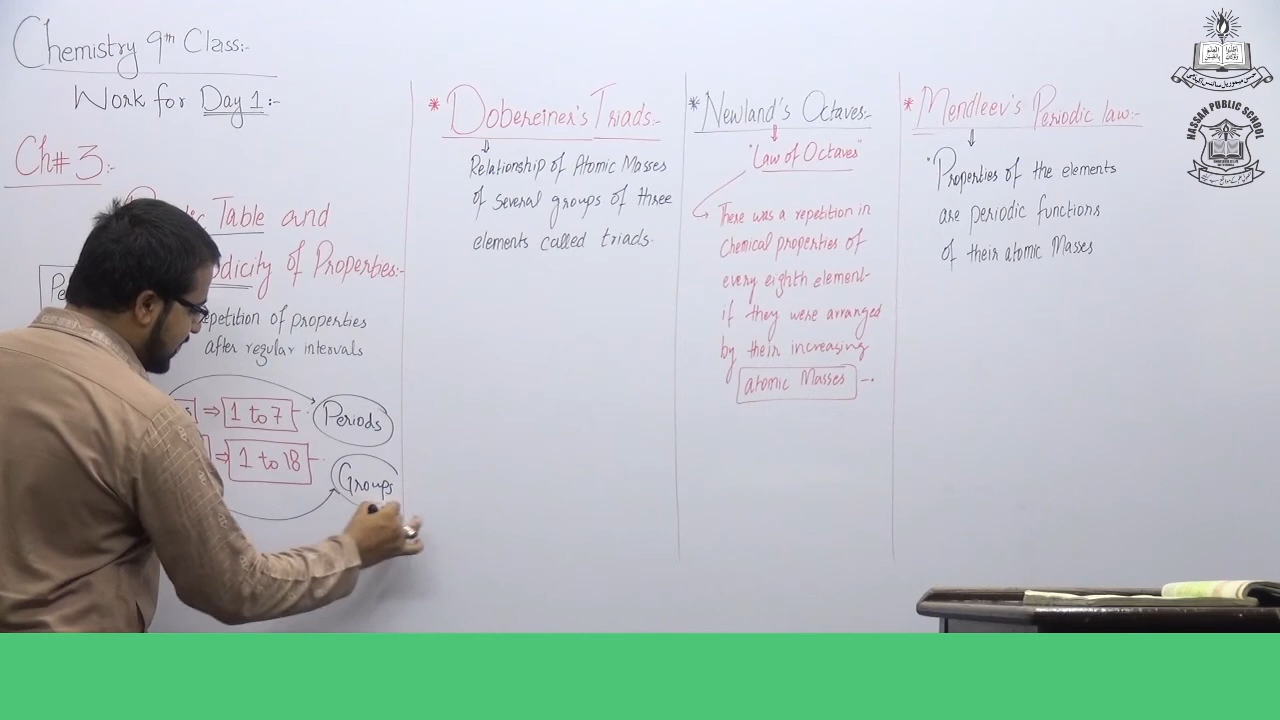 Chemistry 9th Class:-
Work for Day 1:-
Ch# 3:-
Table and
of Properties:-
of properties
after regular intervals
⇒ 1 to 7 - Periods
⇒ 1 to 18 - Groups
* Dobereiner's Triads:-
Relationship of Atomic Masses
of several groups of three
elements called triads.
* Newland's Octaves:-
"Law of Octaves"
There was a repetition in
chemical properties of
every eighth element
if they were arranged
by their increasing
atomic Masses -.
* Mendleev's Periodic law:-
"Properties of the elements
are periodic functions
of their atomic Masses
HASSAN PUBLIC SCHOOL